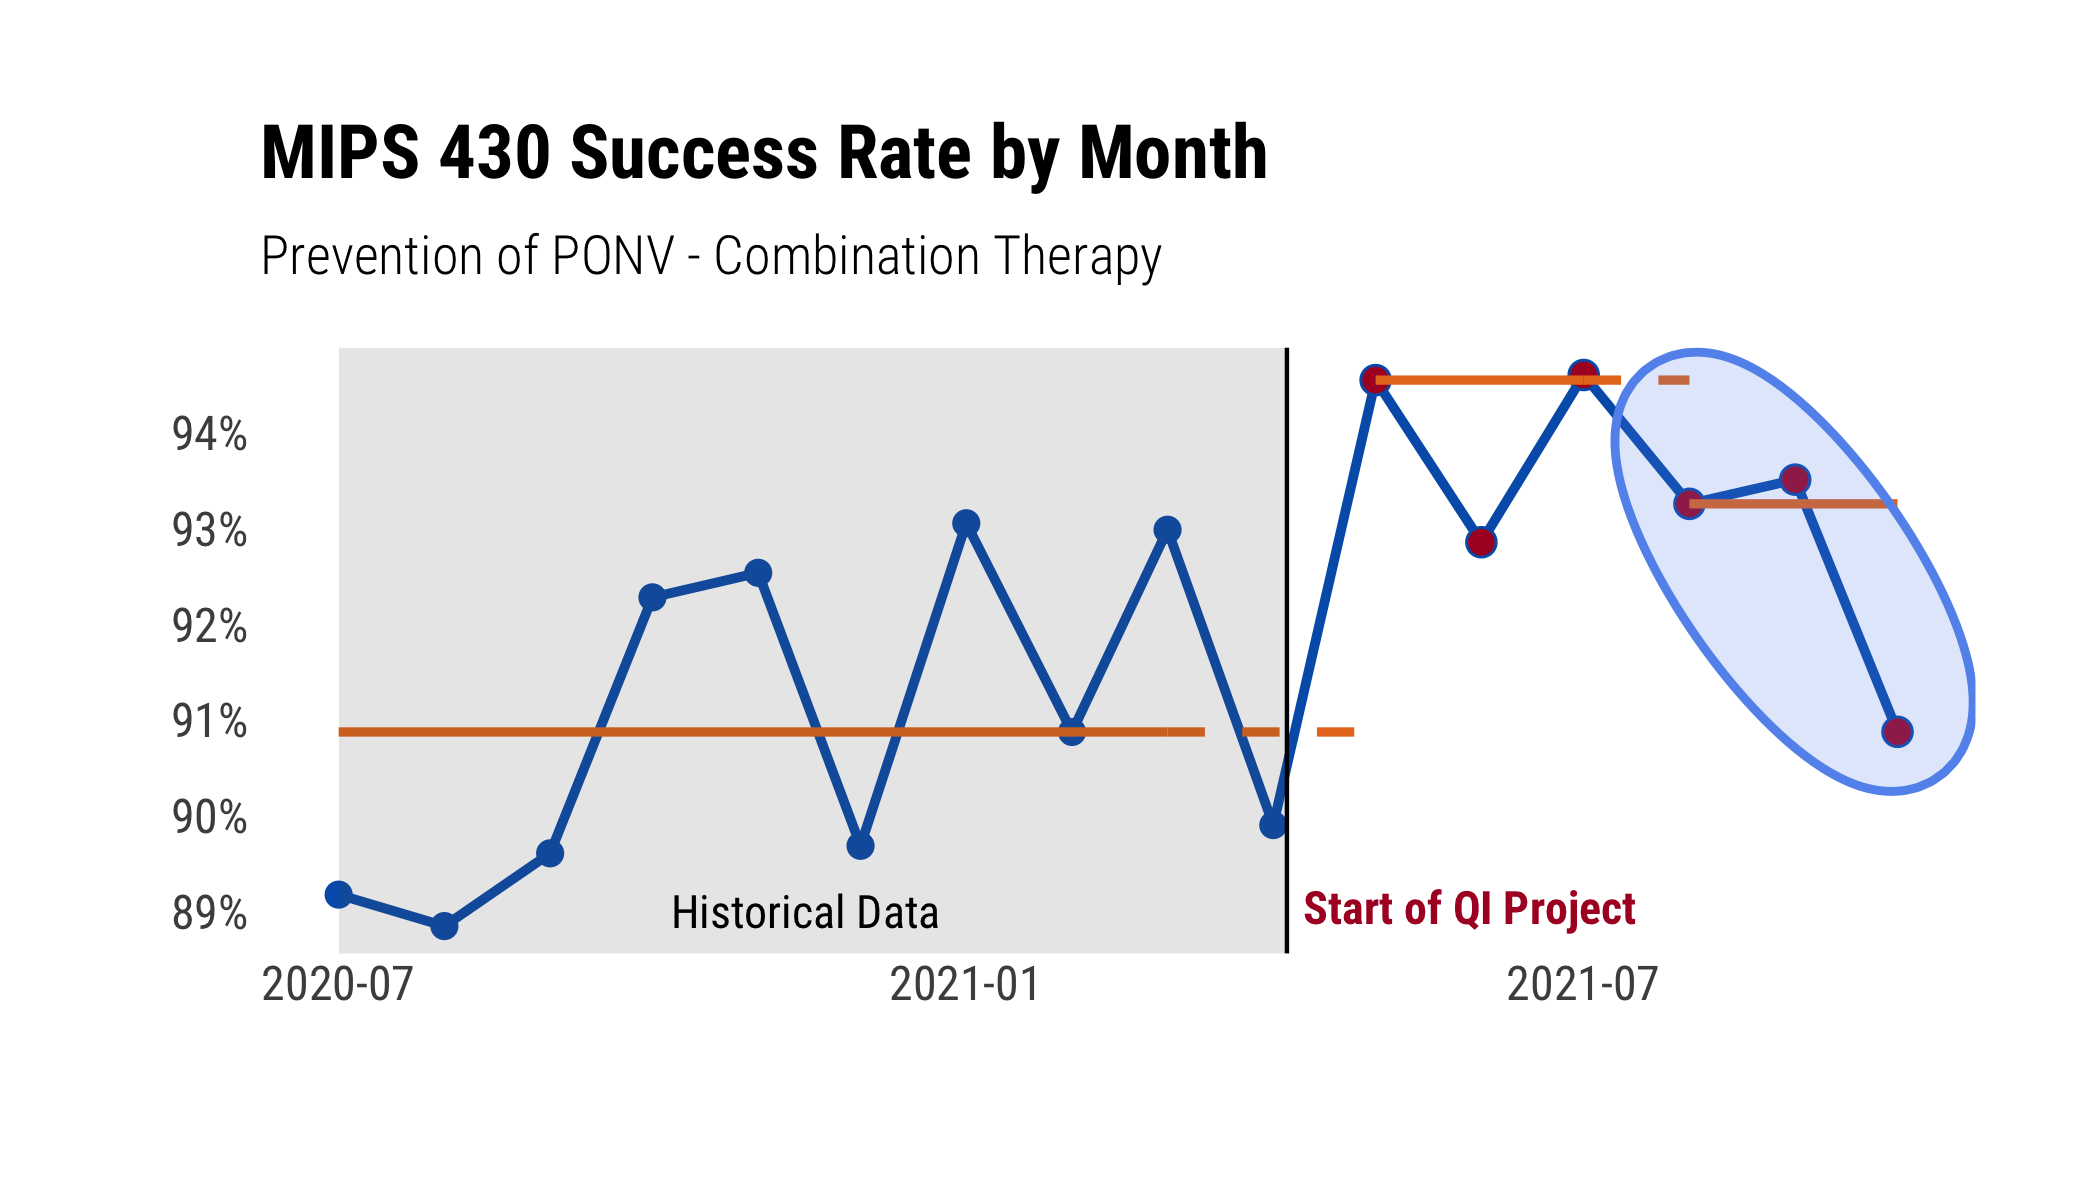 MIPS 430 Success Rate by Month
Prevention of PONV - Combination Therapy
94%
93%
92%
91%
90%
89%
Historical Data
Start of QI Project
2020-07
2021-01
2021-07